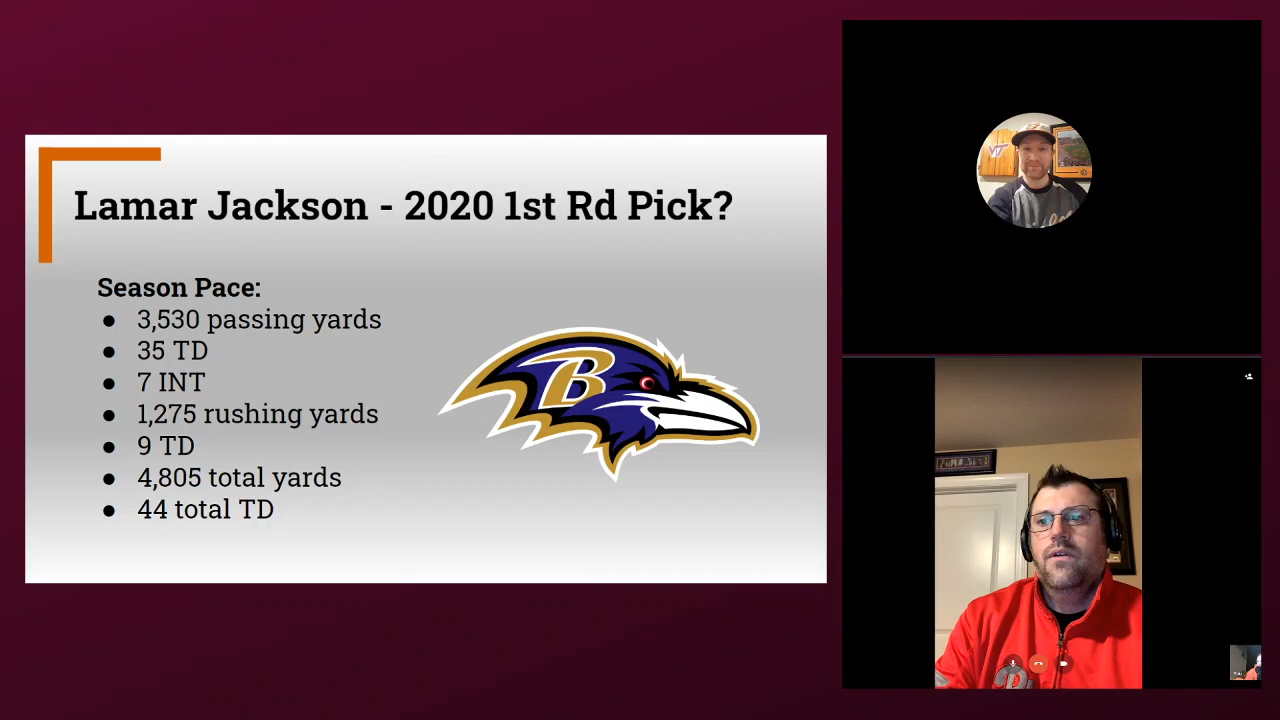 Lamar Jackson - 2020 1st Rd Pick?
Season Pace:
● 3,530 passing yards
● 35 TD
● 7 INT
● 1,275 rushing yards
● 9 TD
● 4,805 total yards
● 44 total TD
B
VT